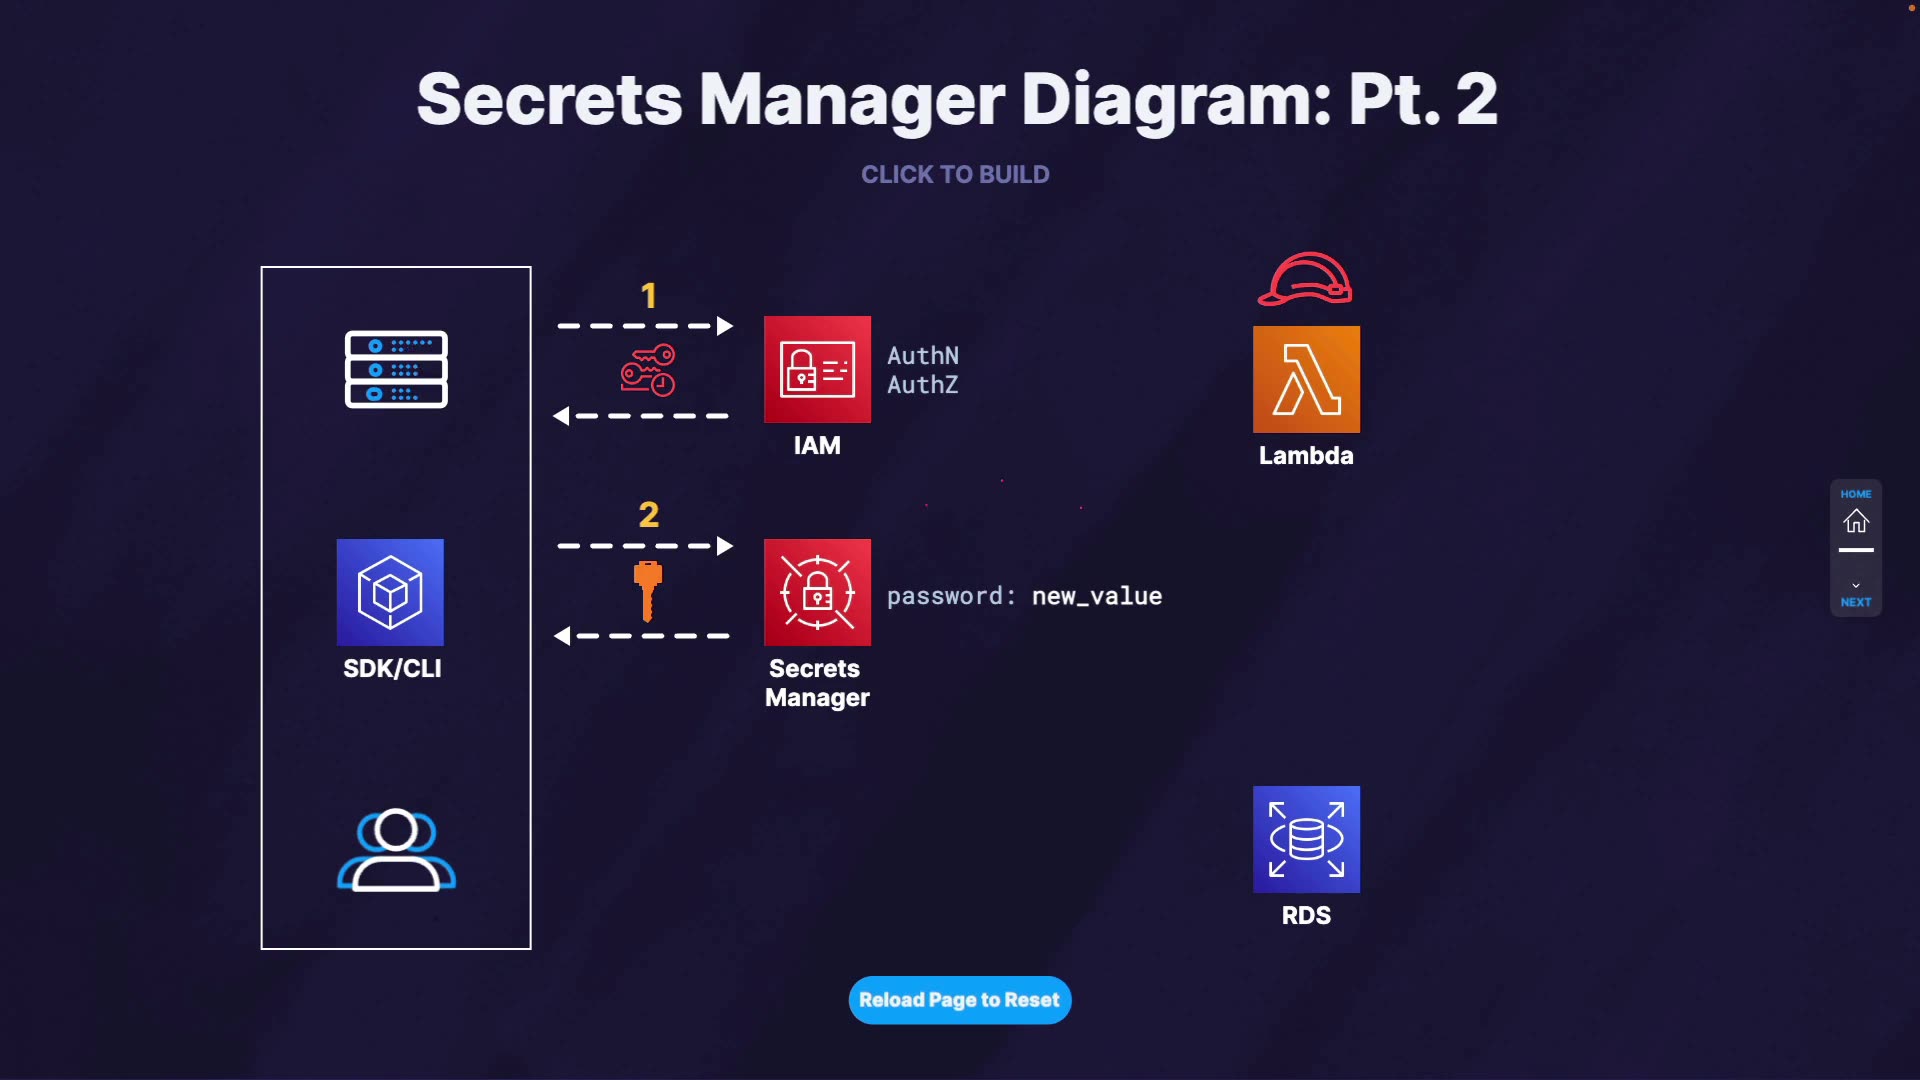 Secrets Manager Diagram: Pt. 2
CLICK TO BUILD
1
AuthN
AuthZ
IAM
Lambda
2
password: new_value
SDK/CLI
Secrets
Manager
RDS
Reload Page to Reset
HOME
NEXT